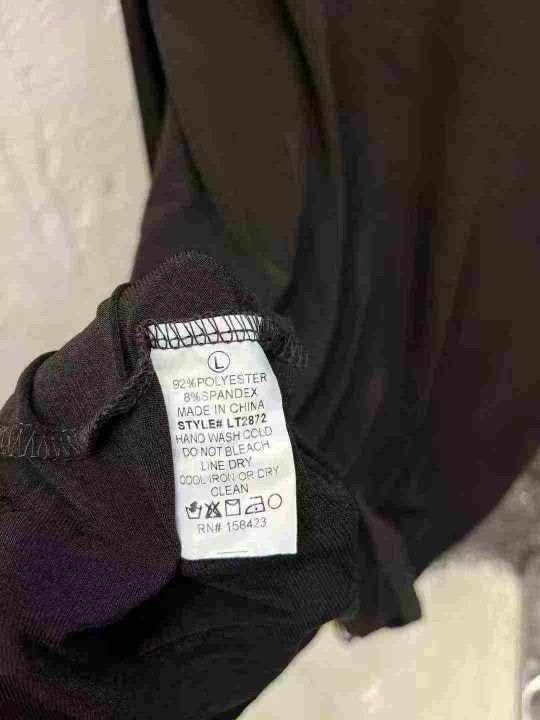 L
92%POLYESTER
8%SPANDEX
MADE IN CHINA
STYLE# LT2872
HAND WASH COLD
DO NOT BLEACH
LINE DRY
COOL IRON OR DRY
CLEAN
RN# 158423